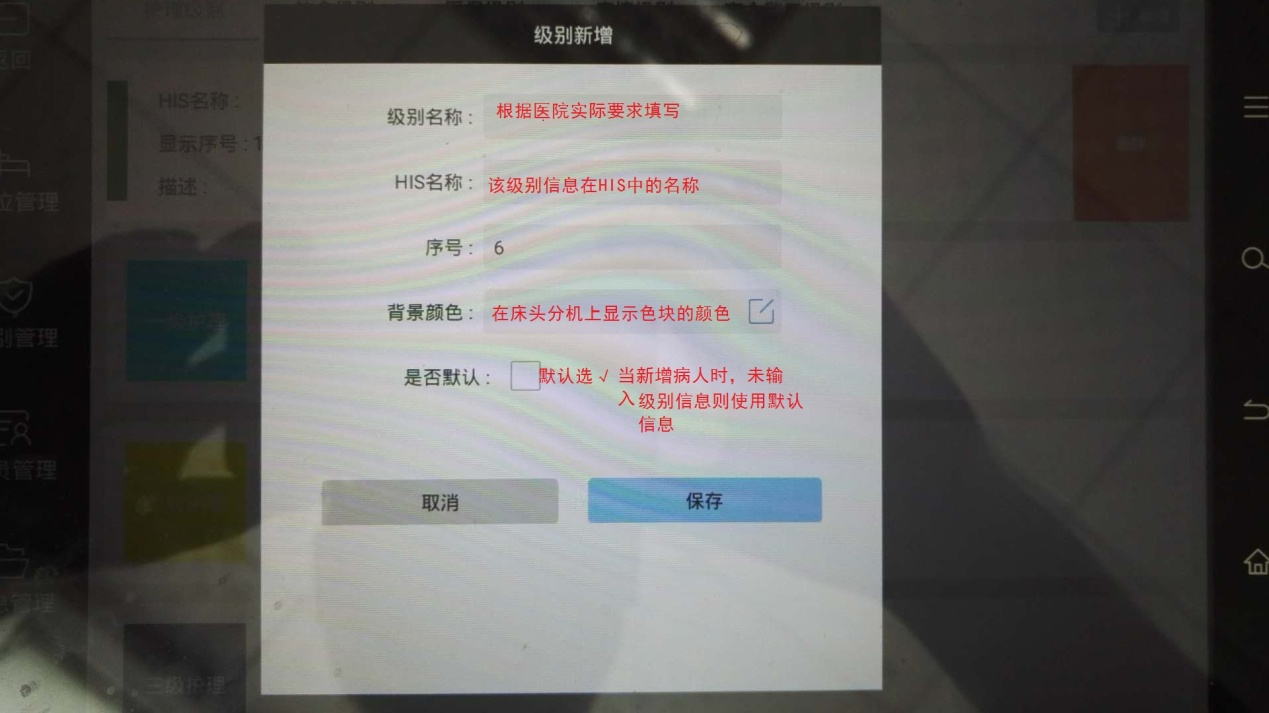 护理级别
级别新增
返回
HIS名称：
显示序号：1
描述：
级别名称：根据医院实际要求填写
HIS名称：该级别信息在HIS中的名称
位管理
序号：6
背景颜色：在床头分机上显示色块的颜色
别管理
是否默认：默认选√ 当新增病人时，未输
入级别信息则使用默认
信息
管理
取消 保存
管理
三级护理